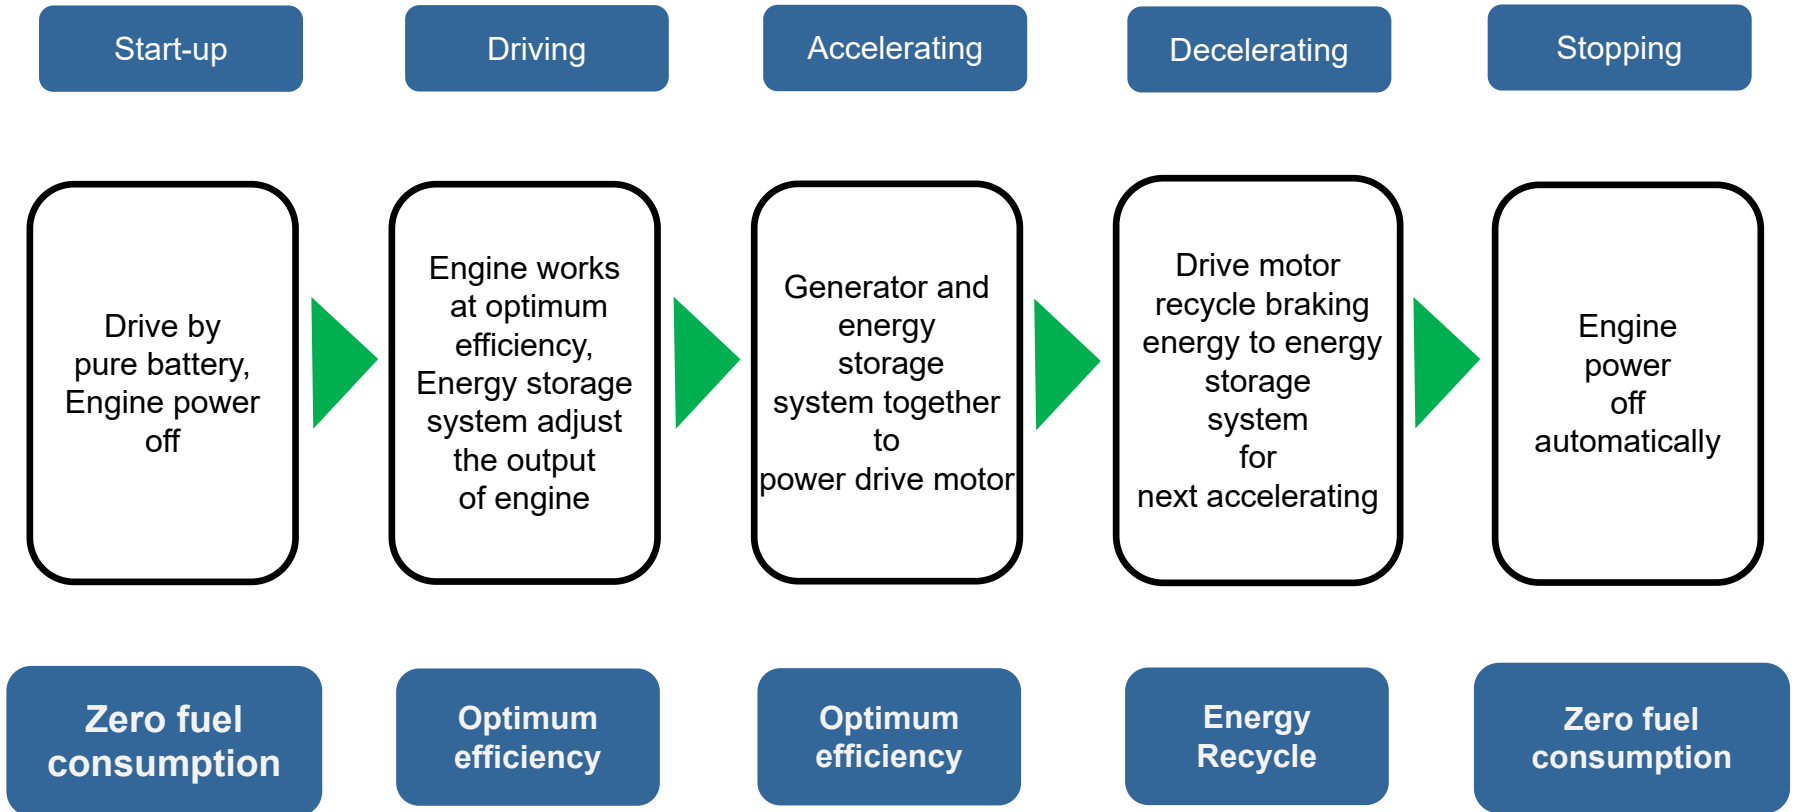 Start-up
Driving
Accelerating
Decelerating
Stopping
Drive by
pure battery,
Engine power
off
Engine works
at optimum
efficiency,
Energy storage
system adjust
the output
of engine
Generator and
energy
storage
system together
to
power drive motor
Drive motor
recycle braking
energy to energy
storage
system
for
next accelerating
Engine
power
off
automatically
Zero fuel
consumption
Optimum
efficiency
Optimum
efficiency
Energy
Recycle
Zero fuel
consumption